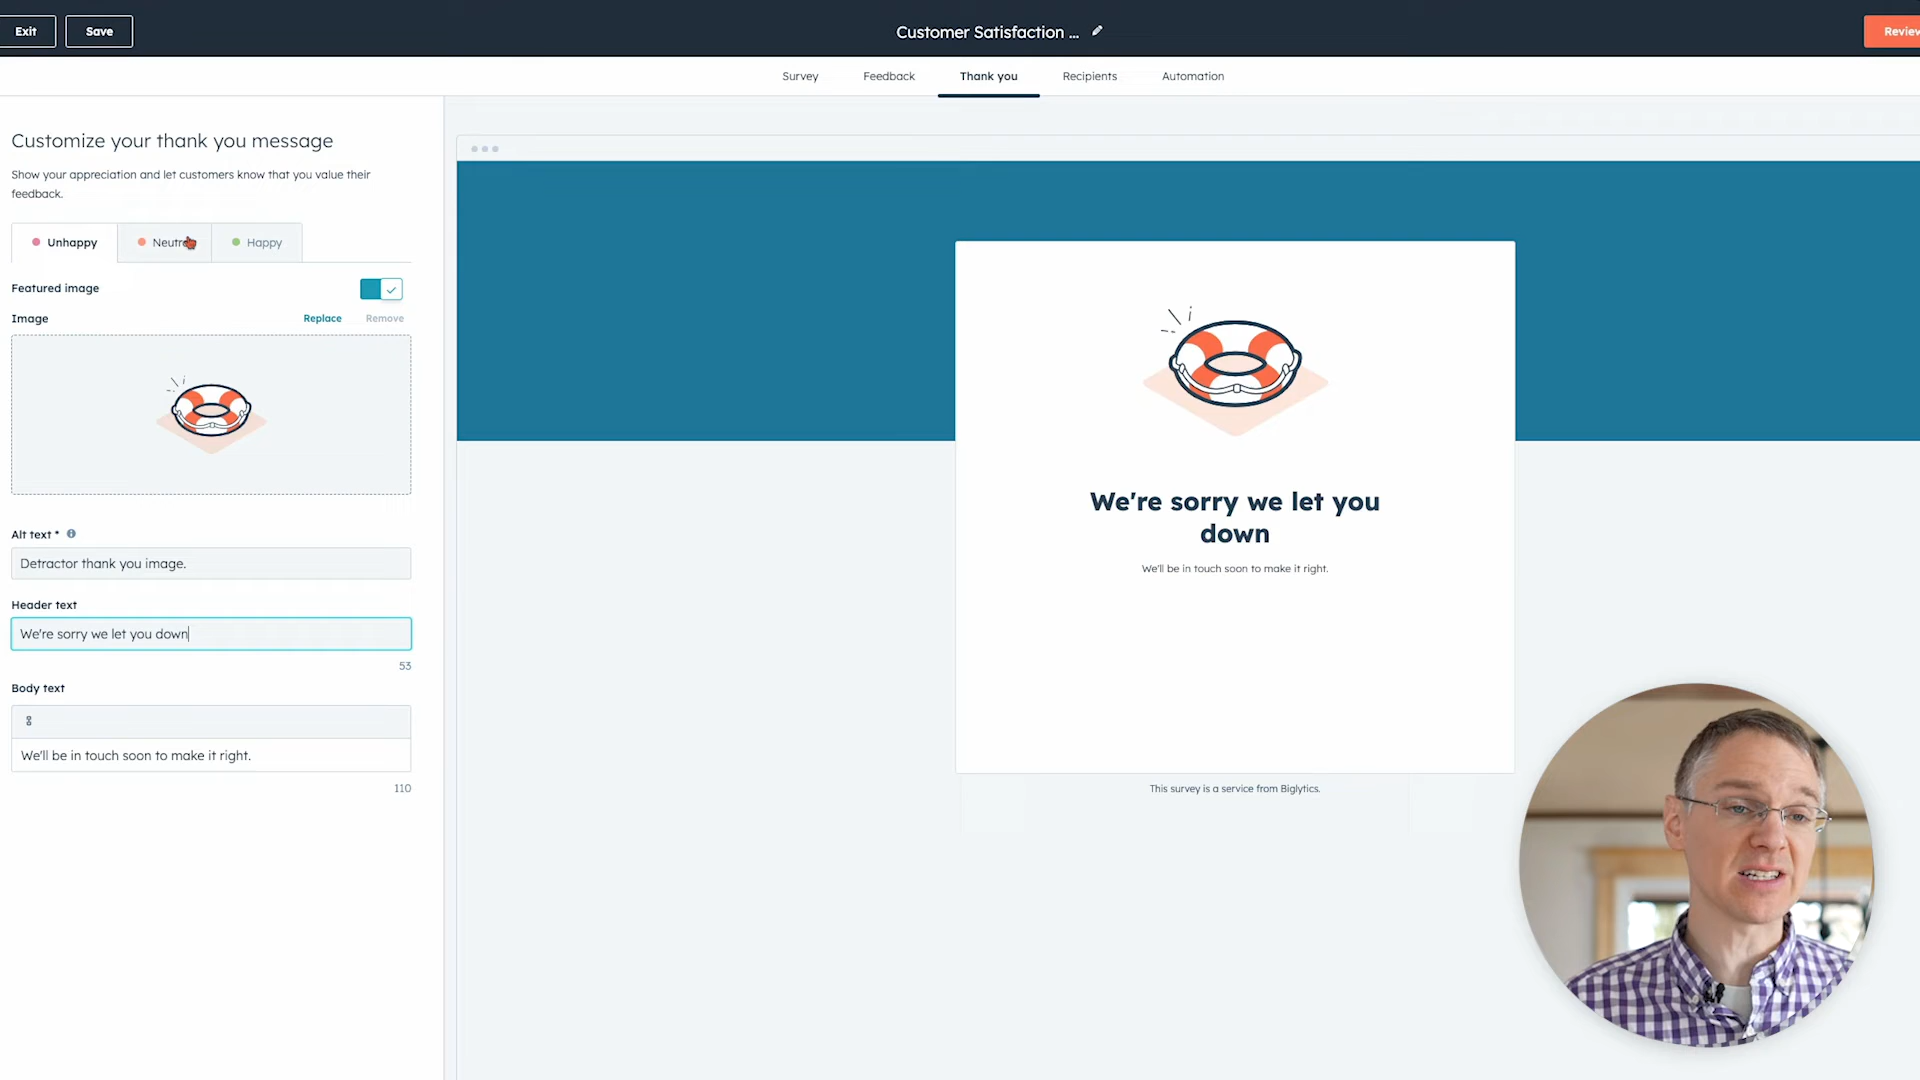 Exit
Save
Customer Satisfaction ...
Survey
Feedback
Thank you
Recipients
Automation
Customize your thank you message
Show your appreciation and let customers know that you value their
feedback.
Unhappy
Happy
Featured image
Image
Replace
Remove
Alt text *
Detractor thank you image.
Header text
We're sorry we let you down
53
Body text
We'll be in touch soon to make it right.
110
We're sorry we let you
down
We'll be in touch soon to make it right.
This survey is a service from Biglytics.